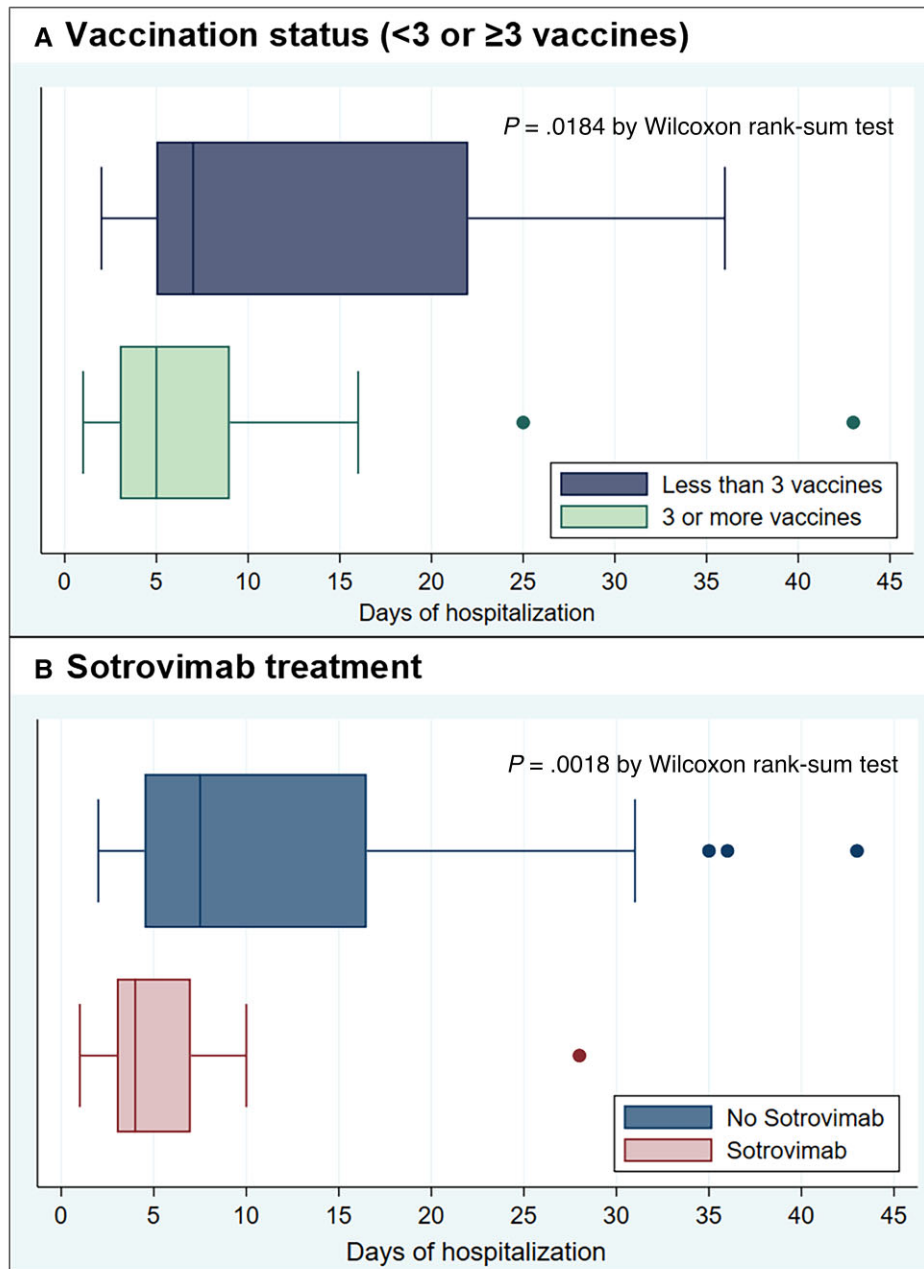 A Vaccination status (<3 or ≥3 vaccines)
P = .0184 by Wilcoxon rank-sum test
Less than 3 vaccines
3 or more vaccines
0 5 10 15 20 25 30 35 40 45
Days of hospitalization
B Sotrovimab treatment
P = .0018 by Wilcoxon rank-sum test
No Sotrovimab
Sotrovimab
0 5 10 15 20 25 30 35 40 45
Days of hospitalization